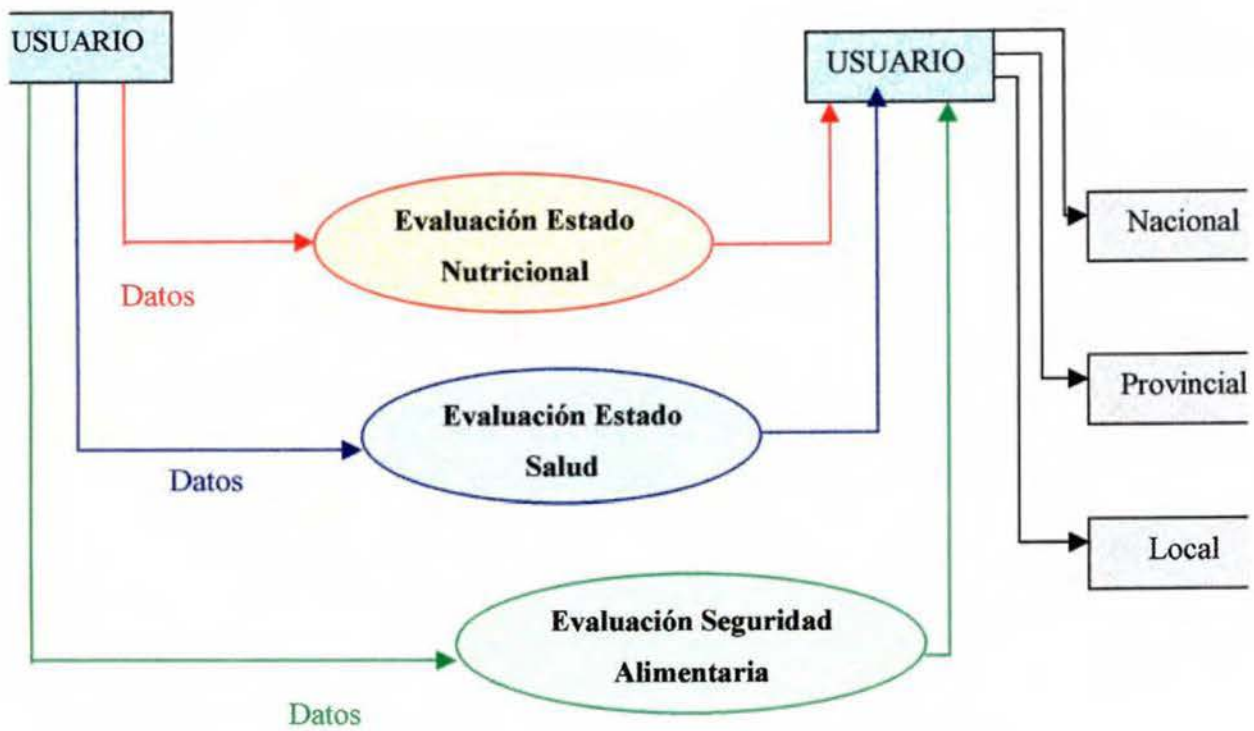 USUARIO
USUARIO
Evaluación Estado
Nutricional
Nacional
Datos
Provincial
Evaluación Estado
Salud
Datos
Local
Evaluación Seguridad
Alimentaria
Datos